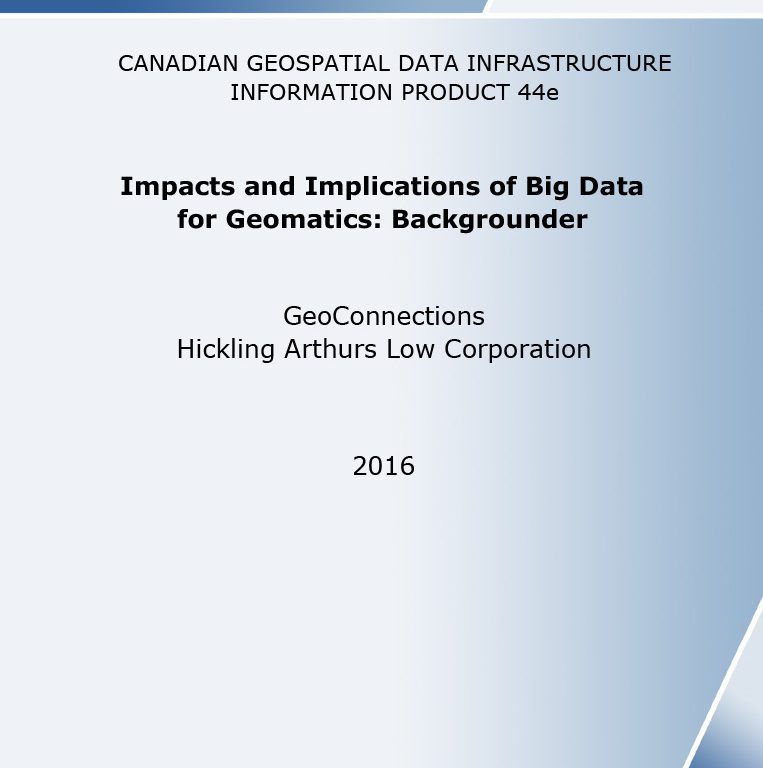 CANADIAN GEOSPATIAL DATA INFRASTRUCTURE
INFORMATION PRODUCT 44e
Impacts and Implications of Big Data
for Geomatics: Backgrounder
GeoConnections
Hickling Arthurs Low Corporation
2016